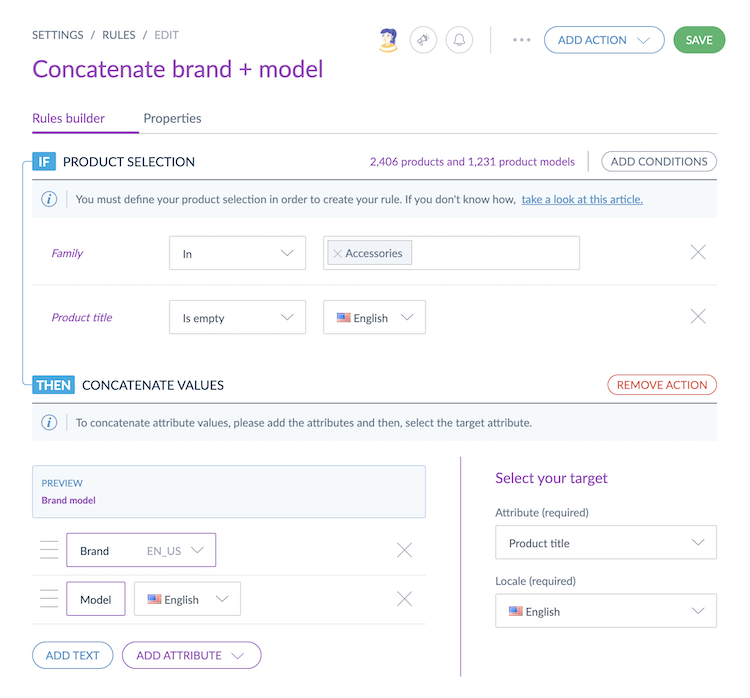 SETTINGS / RULES / EDIT
ADD ACTION
SAVE
Concatenate brand + model
Rules builder
Properties
IF PRODUCT SELECTION
2,406 products and 1,231 product models
ADD CONDITIONS
You must define your product selection in order to create your rule. If you don't know how, take a look at this article.
Family
In
Accessories
Product title
Is empty
English
THEN CONCATENATE VALUES
REMOVE ACTION
To concatenate attribute values, please add the attributes and then, select the target attribute.
PREVIEW
Brand model
Brand EN_US
Model
English
ADD TEXT
ADD ATTRIBUTE
Select your target
Attribute (required)
Product title
Locale (required)
English